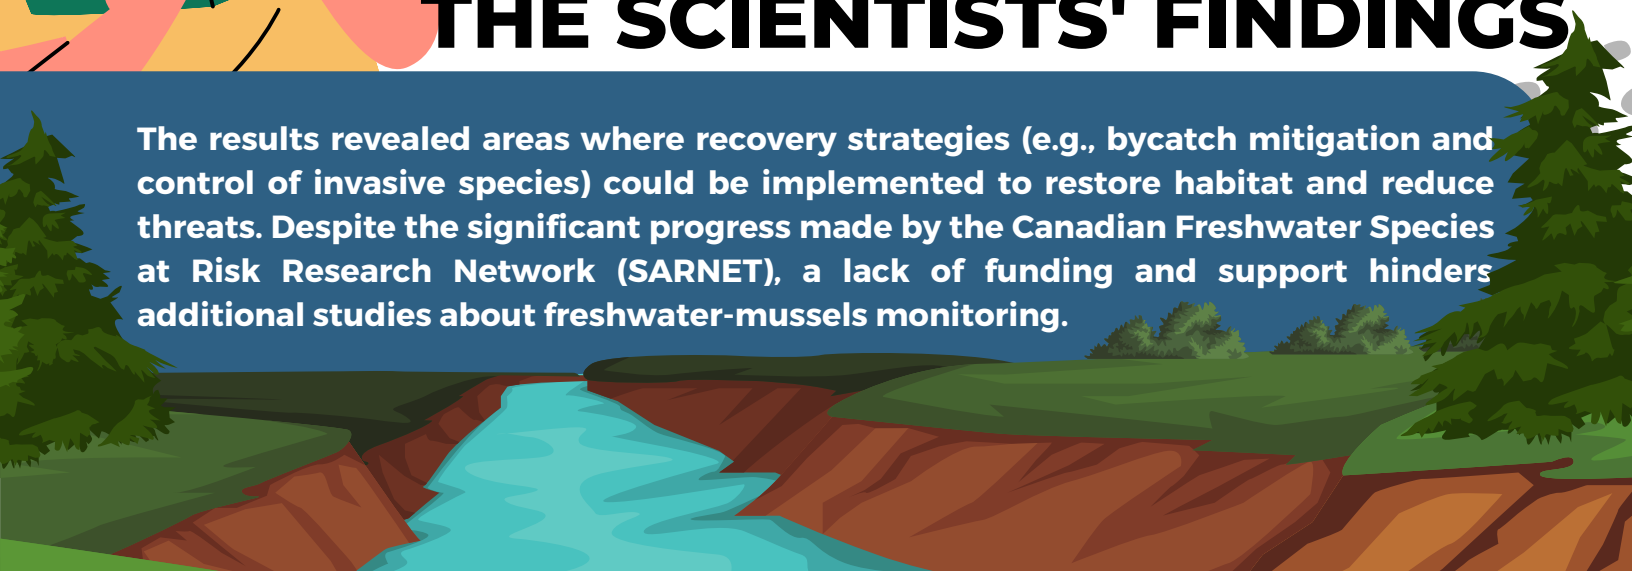 THE SCIENTISTS' FINDINGS
The results revealed areas where recovery strategies (e.g., bycatch mitigation and
control of invasive species) could be implemented to restore habitat and reduce
threats. Despite the significant progress made by the Canadian Freshwater Species
at Risk Research Network (SARNET), a lack of funding and support hinders
additional studies about freshwater-mussels monitoring.